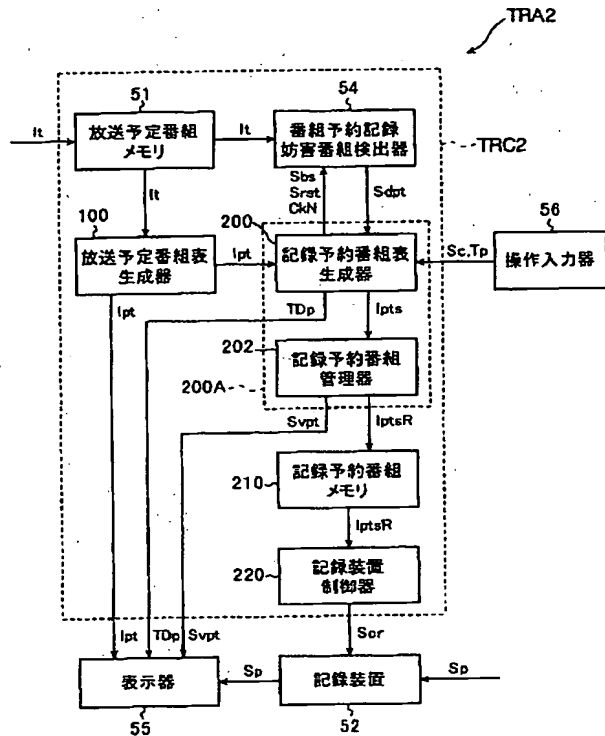 TRA2
51
54
It
放送予定番組
メモリ
It
番組予約記録
妨害番組検出器
TRC2
It
Sbs
Srst
CkN
Sdpt
100
200
56
放送予定番組表
生成器
Ipt
記録予約番組表
生成器
Sc,Tp
操作入力器
Ipt
TDp
Ipts
202
記録予約番組
管理器
200A
Svpt
IptsR
210
記録予約番組
メモリ
IptsR
220
記録装置
制御器
Ipt
TDp
Svpt
Scr
表示器
Sp
記録装置
Sp
55
52